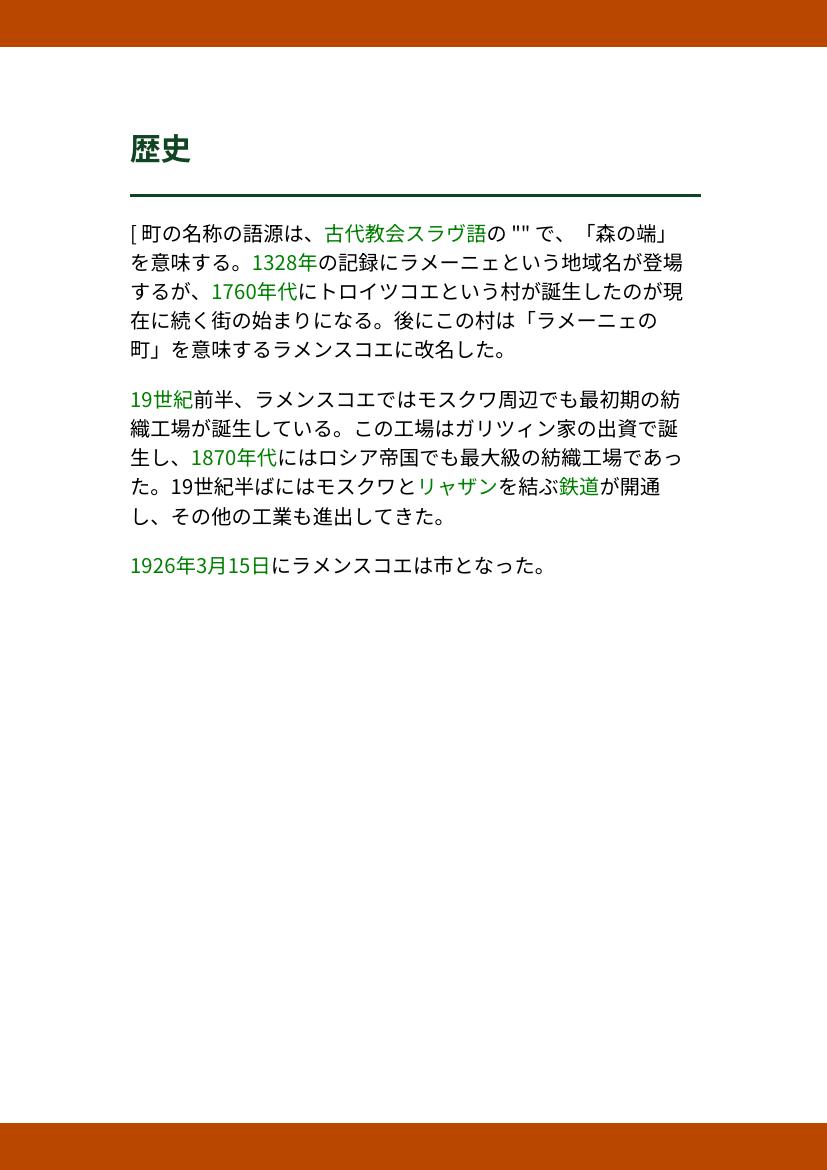 歴史
[ 町の名称の語源は、古代教会スラヴ語の "" で、「森の端」
を意味する。1328年の記録にラメーニェという地域名が登場
するが、1760年代にトロイツコエという村が誕生したのが現
在に続く街の始まりになる。後にこの村は「ラメーニェの
町」を意味するラメンスコエに改名した。
19世紀前半、ラメンスコエではモスクワ周辺でも最初期の紡
織工場が誕生している。この工場はガリツィン家の出資で誕
生し、1870年代にはロシア帝国でも最大級の紡織工場であっ
た。19世紀半ばにはモスクワとリャザンを結ぶ鉄道が開通
し、その他の工業も進出してきた。
1926年3月15日にラメンスコエは市となった。